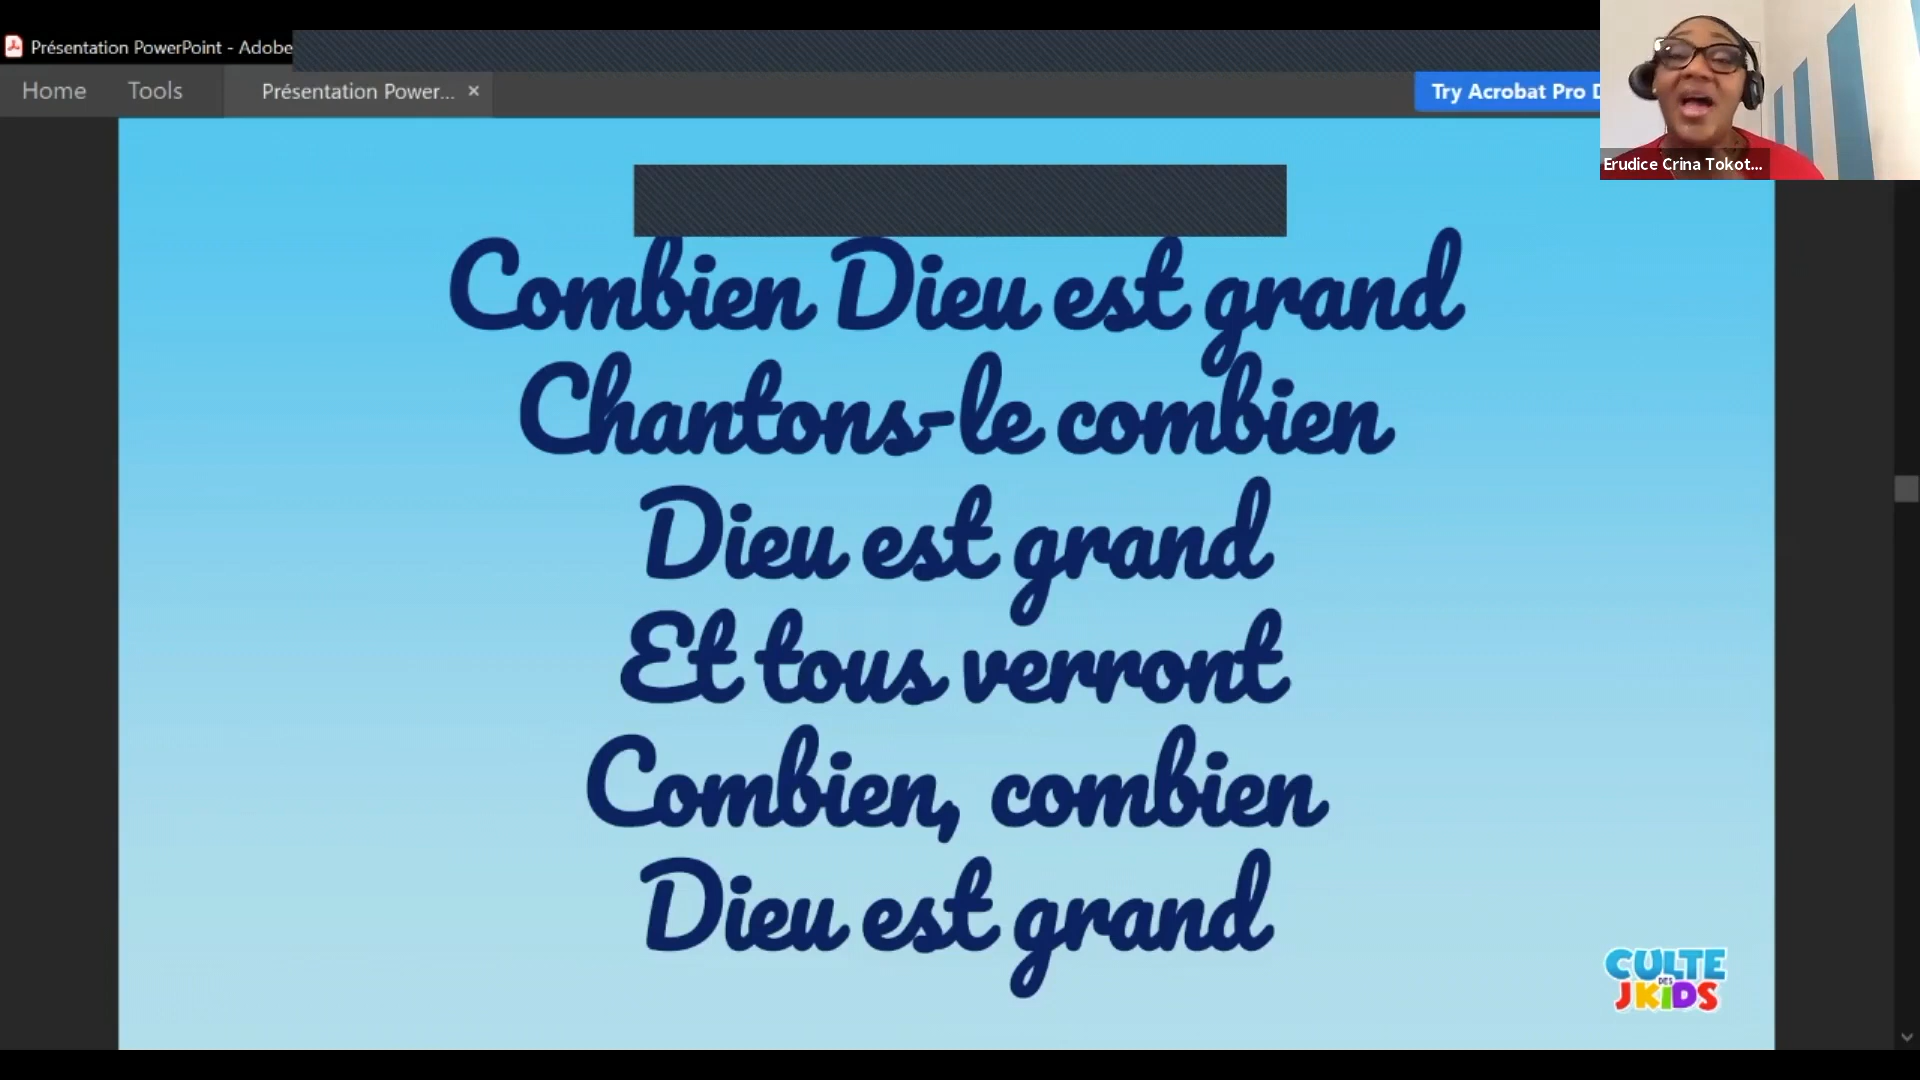 Présentation PowerPoint - Adobe
Home Tools Présentation Power... ×
Try Acrobat Pro D
Erudice Crina Tokot...
Combien Dieu est grand
Chantons-le combien
Dieu est grand
Et tous verront
Combien, combien
Dieu est grand
CULTE
DES
JKIDS